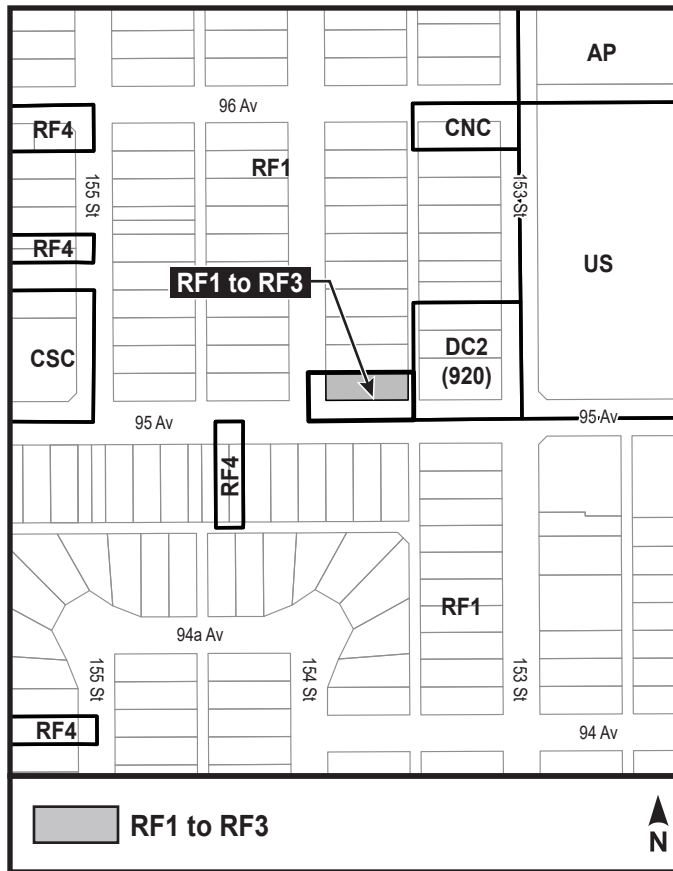 AP
96 Av
RF4
CNC
RF1
155 St
153 St
RF4
US
RF1 to RF3
CSC
DC2
(920)
95 Av
95 Av
RF4
RF1
94a Av
155 St
154 St
153 St
RF4
94 Av
RF1 to RF3
N